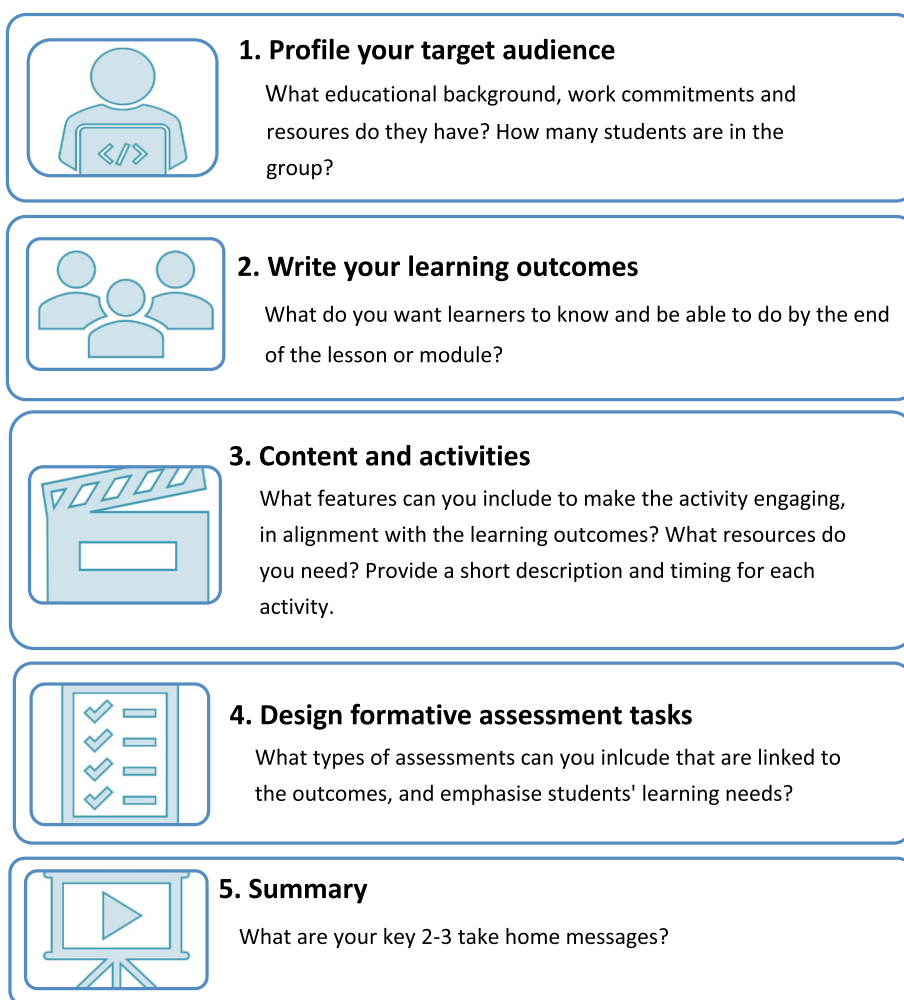 1. Profile your target audience
What educational background, work commitments and
resoures do they have? How many students are in the
group?
</>
2. Write your learning outcomes
What do you want learners to know and be able to do by the end
of the lesson or module?
3. Content and activities
What features can you include to make the activity engaging,
in alignment with the learning outcomes? What resources do
you need? Provide a short description and timing for each
activity.
4. Design formative assessment tasks
What types of assessments can you inlcude that are linked to
the outcomes, and emphasise students' learning needs?
5. Summary
What are your key 2-3 take home messages?